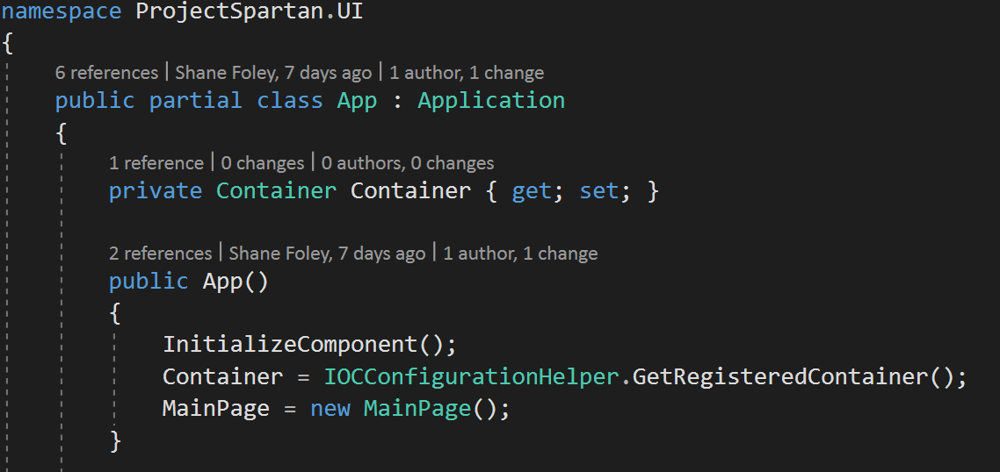 namespace ProjectSpartan.UI
{
6 references | Shane Foley, 7 days ago | 1 author, 1 change
public partial class App : Application
{
1 reference | 0 changes | 0 authors, 0 changes
private Container Container { get; set; }
2 references | Shane Foley, 7 days ago | 1 author, 1 change
public App()
{
InitializeComponent();
Container = IOCConfigurationHelper.GetRegisteredContainer();
MainPage = new MainPage();
}